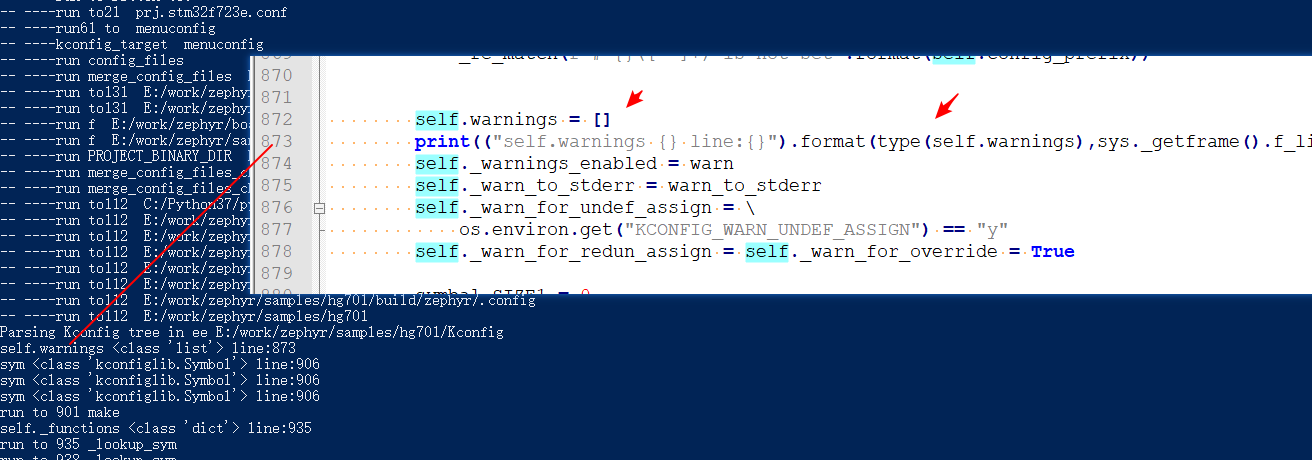 -- ----run to21  prj.stm32f723e.conf
-- ----run61 to  menuconfig
-- ----kconfig_target  menuconfig
-- ----run config_files
-- ----run merge_config_files
-- ----run to131  E:/work/zephyr
-- ----run to131  E:/work/zephyr
-- ----run f  E:/work/zephyr/bo
-- ----run f  E:/work/zephyr/sa
-- ----run PROJECT_BINARY_DIR
-- ----run merge_config_files_c
-- ----run merge_config_files_c
-- ----run to112  C:/Python37/py
-- ----run to112  E:/work/zephyr
-- ----run to112  E:/work/zephyr
-- ----run to112  E:/work/zephyr
-- ----run to112  E:/work/zephyr
-- ----run to112  E:/work/zephyr
-- ----run to112  E:/work/zephyr/samples/hg701/build/zephyr/.config
-- ----run to112  E:/work/zephyr/samples/hg701
Parsing Kconfig tree in ee E:/work/zephyr/samples/hg701/Kconfig
self.warnings <class 'list'> line:873
sym <class 'kconfiglib.Symbol'> line:906
sym <class 'kconfiglib.Symbol'> line:906
sym <class 'kconfiglib.Symbol'> line:906
run to 901 make
self._functions <class 'dict'> line:935
run to 935 _lookup_sym
870
871
872 self.warnings = []
873 print(("self.warnings {} line:{}").format(type(self.warnings),sys._getframe().f_li
874 self._warnings_enabled = warn
875 self._warn_to_stderr = warn_to_stderr
876 self._warn_for_undef_assign = \
877 os.environ.get("KCONFIG_WARN_UNDEF_ASSIGN") == "y"
878 self._warn_for_redun_assign = self._warn_for_override = True
879